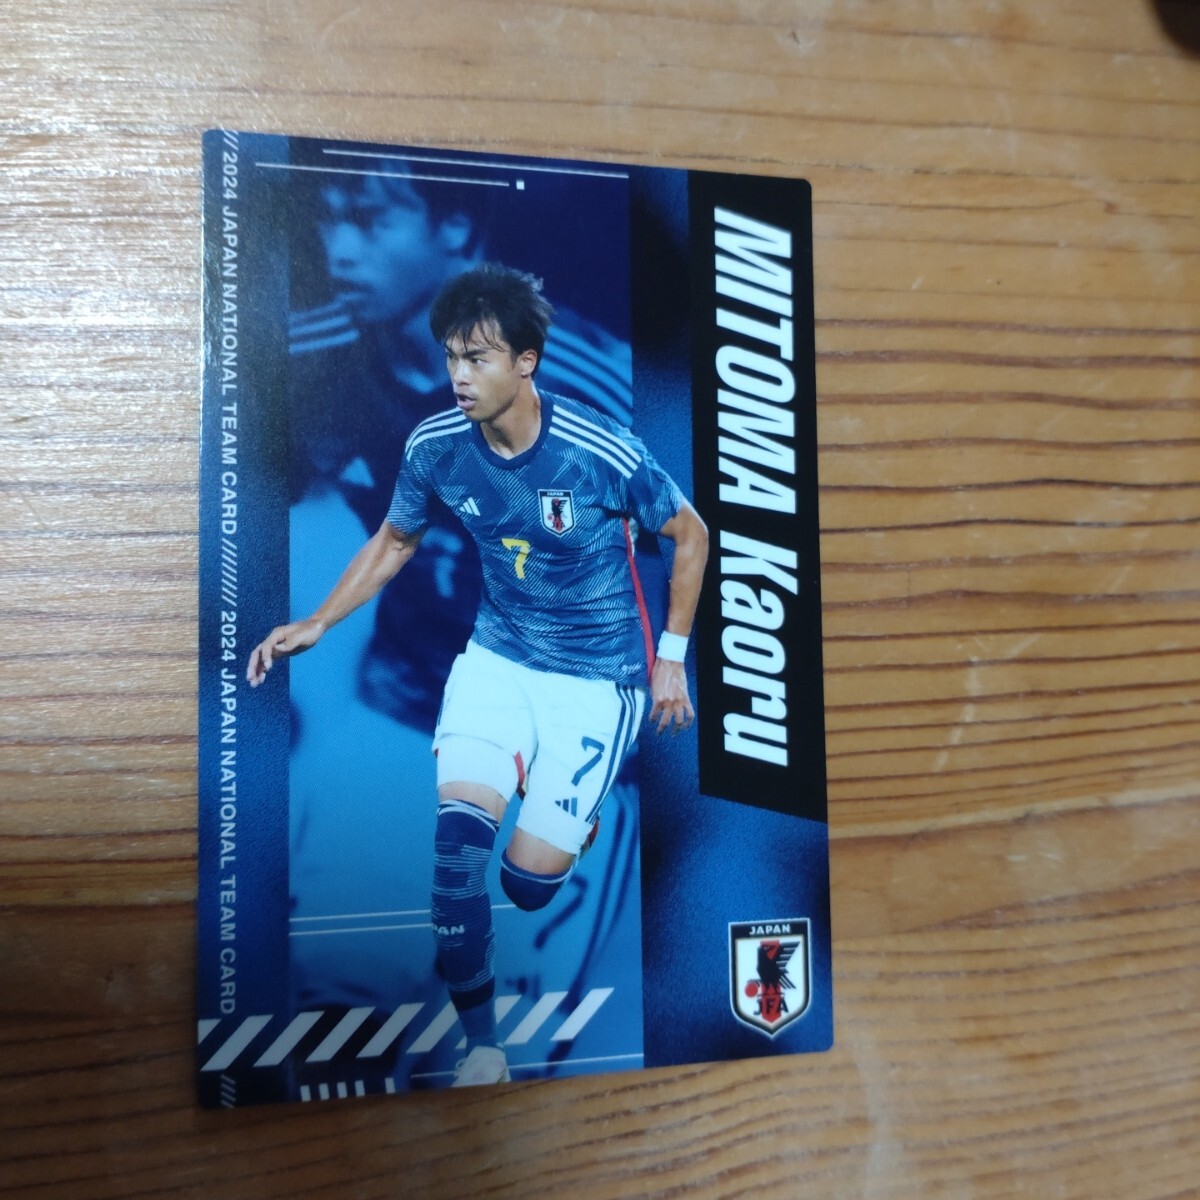 //2024 JAPAN NATIONAL TEAM CARD////////2024 JAPAN NATIONAL TEAM CARD
MITOMA Kaoru
JAPAN
7
7
JAPAN
JFA